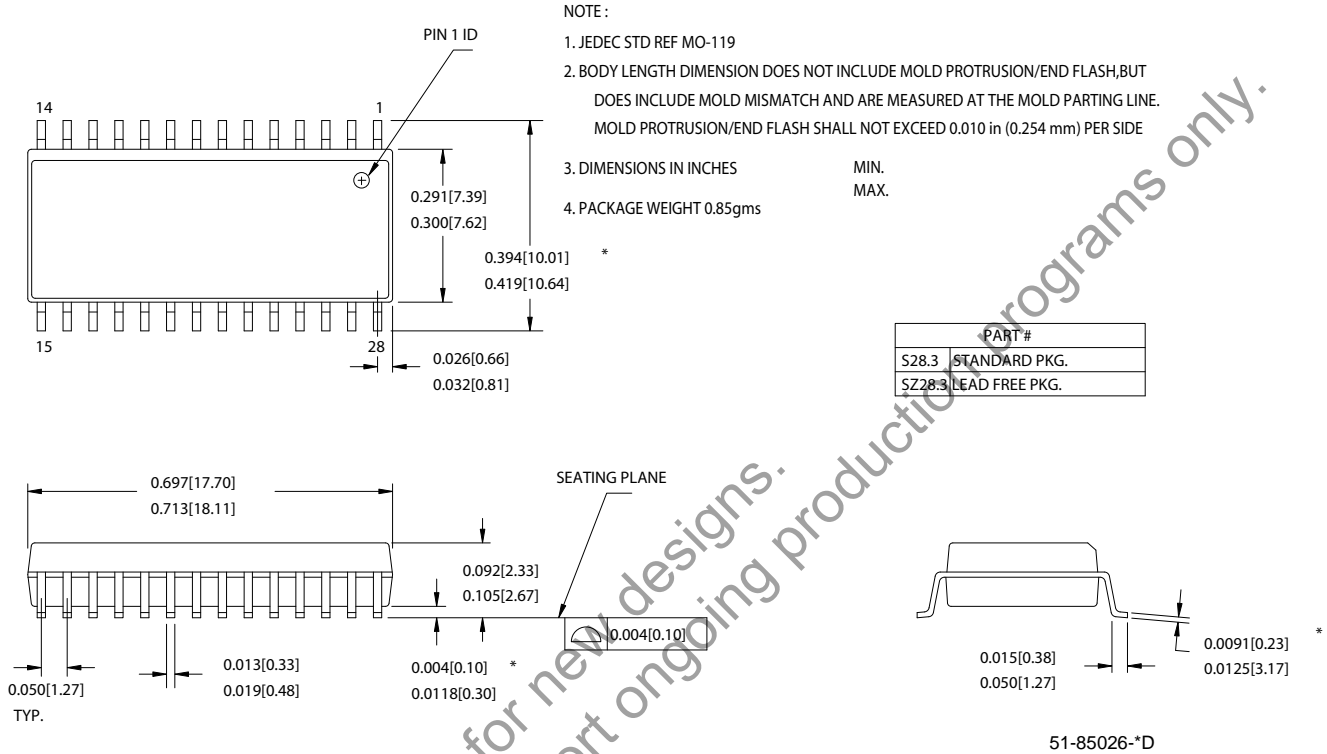 NOTE :
PIN 1 ID
1. JEDEC STD REF MO-119
2. BODY LENGTH DIMENSION DOES NOT INCLUDE MOLD PROTRUSION/END FLASH,BUT
DOES INCLUDE MOLD MISMATCH AND ARE MEASURED AT THE MOLD PARTING LINE.
MOLD PROTRUSION/END FLASH SHALL NOT EXCEED 0.010 in (0.254 mm) PER SIDE
3. DIMENSIONS IN INCHES MIN.
MAX.
4. PACKAGE WEIGHT 0.85gms
14 1
0.291[7.39]
0.300[7.62]
0.394[10.01] *
0.419[10.64]
15 28
0.026[0.66]
0.032[0.81]
PART #
S28.3 STANDARD PKG.
SZ28.3 LEAD FREE PKG.
0.697[17.70]
0.713[18.11]
SEATING PLANE
0.092[2.33]
0.105[2.67]
0.004[0.10]
0.050[1.27]
TYP.
0.013[0.33]
0.019[0.48]
0.004[0.10] *
0.0118[0.30]
0.015[0.38]
0.050[1.27]
0.0091[0.23] *
0.0125[3.17]
51-85026-*D
for new designs.
ort ongoing production programs only.